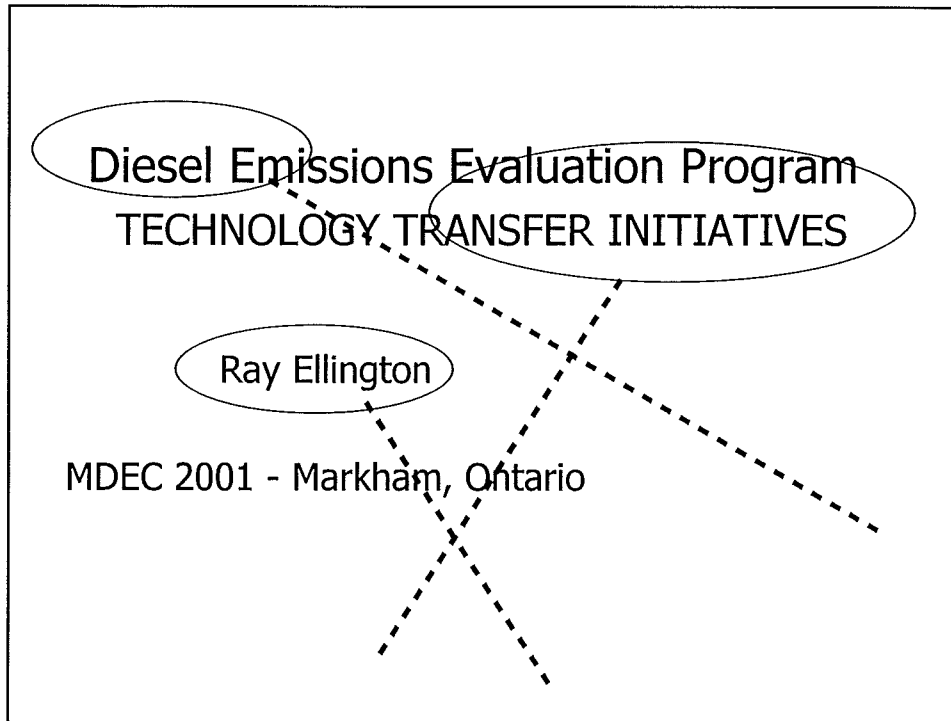 Diesel Emissions Evaluation Program
TECHNOLOGY TRANSFER INITIATIVES
Ray Ellington
MDEC 2001 - Markham, Ontario